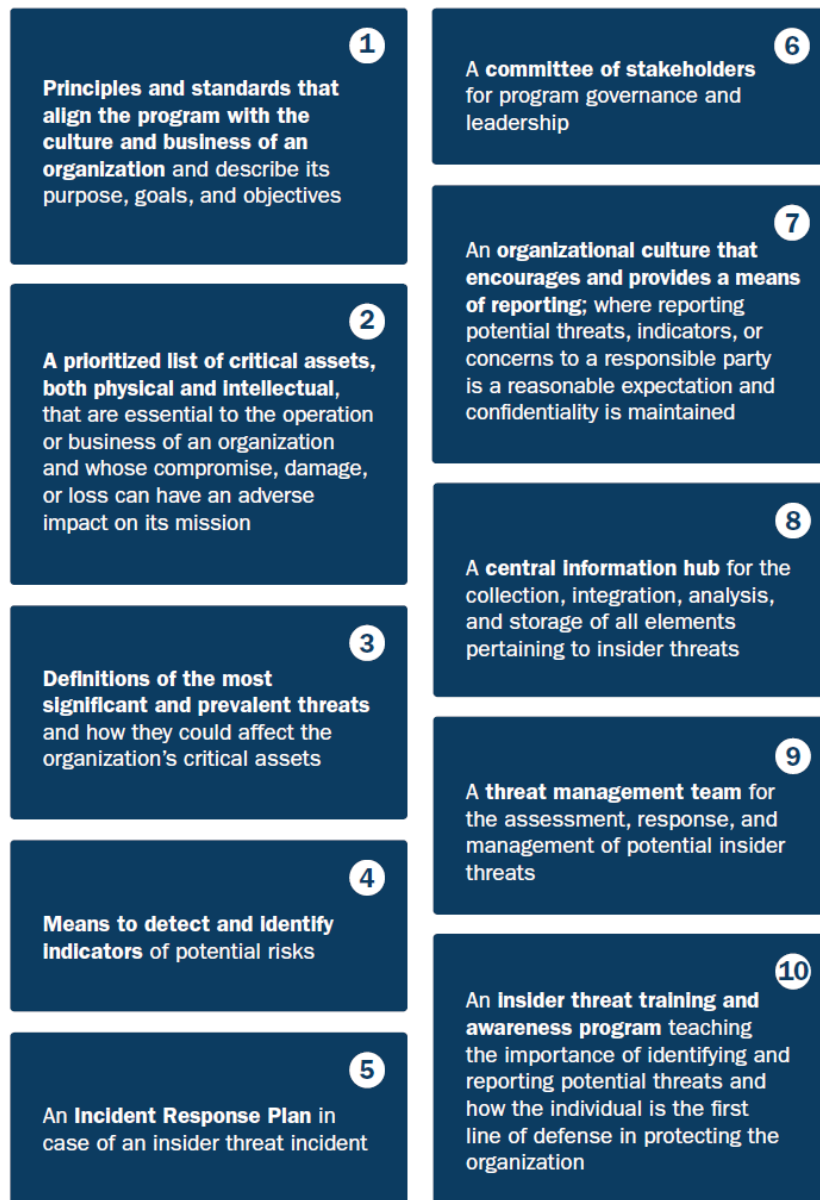 1
Principles and standards that
align the program with the
culture and business of an
organization and describe its
purpose, goals, and objectives
2
A prioritized list of critical assets,
both physical and intellectual,
that are essential to the operation
or business of an organization
and whose compromise, damage,
or loss can have an adverse
impact on its mission
3
Definitions of the most
significant and prevalent threats
and how they could affect the
organization's critical assets
4
Means to detect and identify
indicators of potential risks
5
An Incident Response Plan in
case of an insider threat incident
6
A committee of stakeholders
for program governance and
leadership
7
An organizational culture that
encourages and provides a means
of reporting; where reporting
potential threats, indicators, or
concerns to a responsible party
is a reasonable expectation and
confidentiality is maintained
8
A central information hub for the
collection, integration, analysis,
and storage of all elements
pertaining to insider threats
9
A threat management team for
the assessment, response, and
management of potential insider
threats
10
An insider threat training and
awareness program teaching
the importance of identifying and
reporting potential threats and
how the individual is the first
line of defense in protecting the
organization